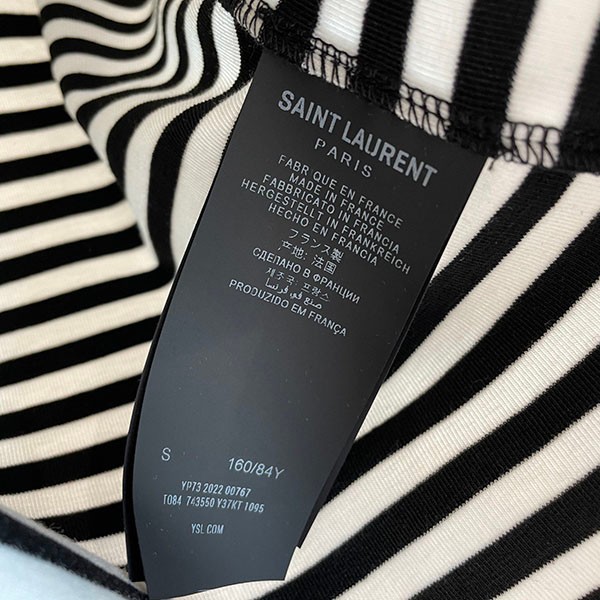 SAINT LAURENT
PARIS
FABR QUE EN FRANCE
MADE IN FRANCE
FABBRICATO IN FRANCIA
HERGESTELLT IN FRANKREICH
HECHO EN FRANCIA
フランス製
产地: 法国
СДЕЛАНО В ФРАНЦИИ
제조국: 프랑스
صنع في فرنسا
PRODUZIDO EM FRANÇA
S 160/84Y
YP73 2022 00767
T084 743550 Y37KT 1095
YSL.COM